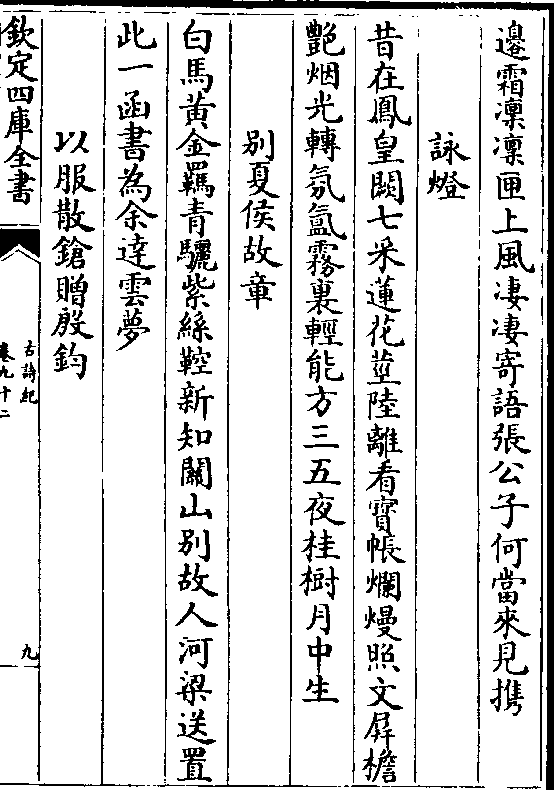 邊霜凜凜匣上風凄凄寄語張公子何當來見携
詠燈
昔在鳳皇闕七采蓮花莖陸離看寶帳爛熳照文屏檐
艷烟光轉氛氳霧裏輕能方三五夜桂樹月中生
别夏侯故章
白馬黃金羈青驪紫絲鞚新知關山别故人河梁送置
此一函書為余達雲夢
以服散鎗贈殷鈞
欽定四庫全書
古詩紀
卷九十二
九